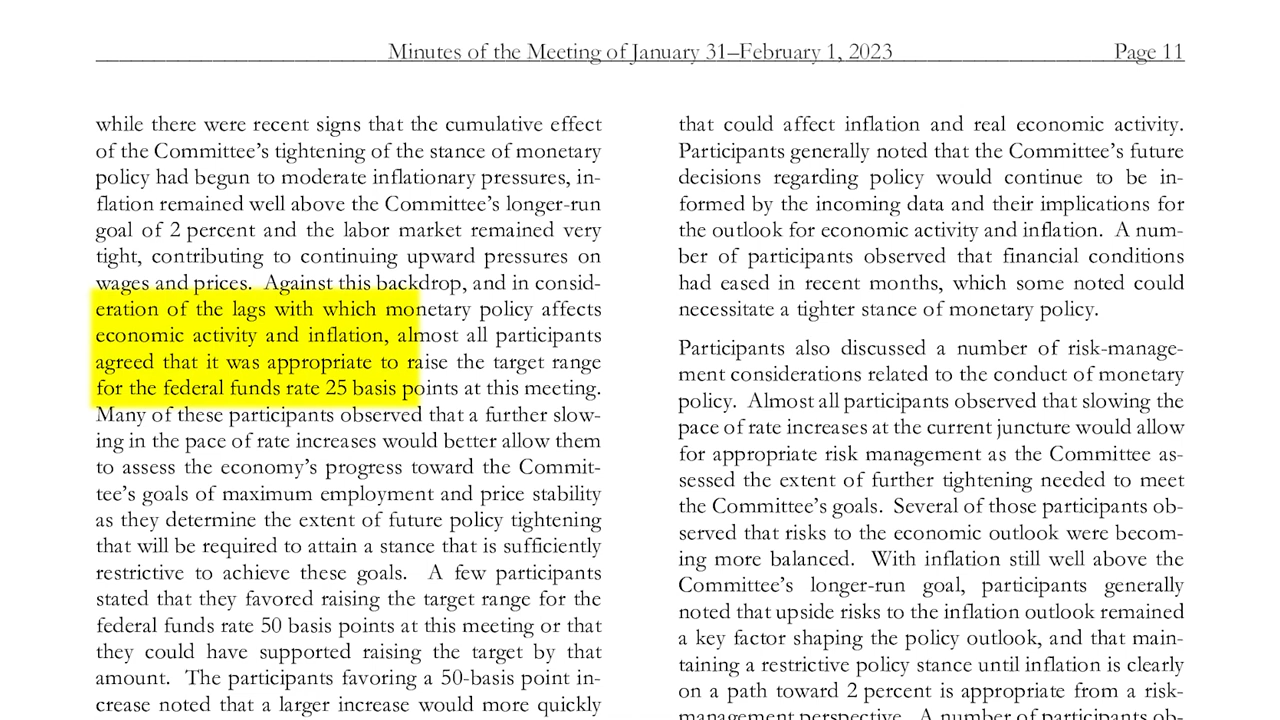 Minutes of the Meeting of January 31–February 1, 2023 Page 11
while there were recent signs that the cumulative effect
of the Committee’s tightening of the stance of monetary
policy had begun to moderate inflationary pressures, in-
flation remained well above the Committee’s longer-run
goal of 2 percent and the labor market remained very
tight, contributing to continuing upward pressures on
wages and prices. Against this backdrop, and in consid-
eration of the lags with which monetary policy affects
economic activity and inflation, almost all participants
agreed that it was appropriate to raise the target range
for the federal funds rate 25 basis points at this meeting.
Many of these participants observed that a further slow-
ing in the pace of rate increases would better allow them
to assess the economy’s progress toward the Commit-
tee’s goals of maximum employment and price stability
as they determine the extent of future policy tightening
that will be required to attain a stance that is sufficiently
restrictive to achieve these goals. A few participants
stated that they favored raising the target range for the
federal funds rate 50 basis points at this meeting or that
they could have supported raising the target by that
amount. The participants favoring a 50-basis point in-
crease noted that a larger increase would more quickly
that could affect inflation and real economic activity.
Participants generally noted that the Committee’s future
decisions regarding policy would continue to be in-
formed by the incoming data and their implications for
the outlook for economic activity and inflation. A num-
ber of participants observed that financial conditions
had eased in recent months, which some noted could
necessitate a tighter stance of monetary policy.
Participants also discussed a number of risk-manage-
ment considerations related to the conduct of monetary
policy. Almost all participants observed that slowing the
pace of rate increases at the current juncture would allow
for appropriate risk management as the Committee as-
sessed the extent of further tightening needed to meet
the Committee’s goals. Several of those participants ob-
served that risks to the economic outlook were becom-
ing more balanced. With inflation still well above the
Committee’s longer-run goal, participants generally
noted that upside risks to the inflation outlook remained
a key factor shaping the policy outlook, and that main-
taining a restrictive policy stance until inflation is clearly
on a path toward 2 percent is appropriate from a risk-
management perspective. A number of participants ob-